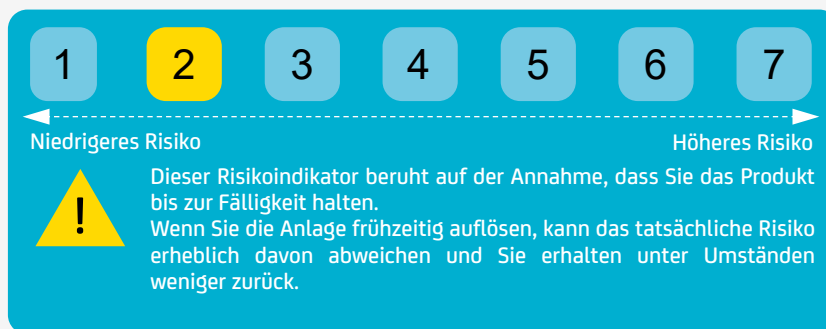 1 2 3 4 5 6 7
Niedrigeres Risiko Höheres Risiko
!
Dieser Risikoindikator beruht auf der Annahme, dass Sie das Produkt
bis zur Fälligkeit halten.
Wenn Sie die Anlage frühzeitig auflösen, kann das tatsächliche Risiko
erheblich davon abweichen und Sie erhalten unter Umständen
weniger zurück.